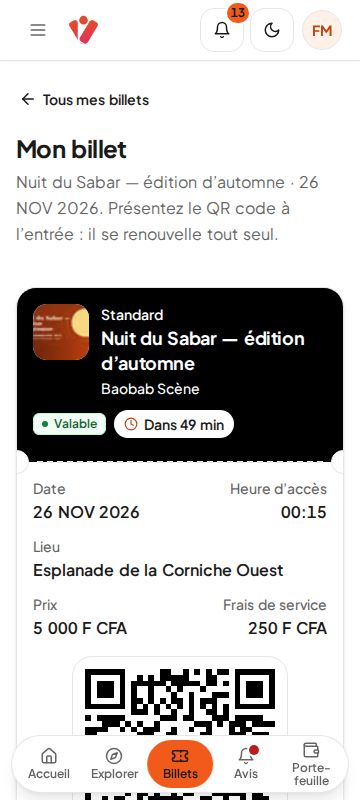 13
FM
Tous mes billets
Mon billet
Nuit du Sabar — édition d'automne · 26
NOV 2026. Présentez le QR code à
l'entrée : il se renouvelle tout seul.
Standard
Nuit du Sabar — édition
d'automne
Baobab Scène
Valable
Dans 49 min
Date
Heure d'accès
26 NOV 2026
00:15
Lieu
Esplanade de la Corniche Ouest
Prix
Frais de service
5 000 F CFA
250 F CFA
Accueil
Explorer
Billets
Avis
Porte-
feuille